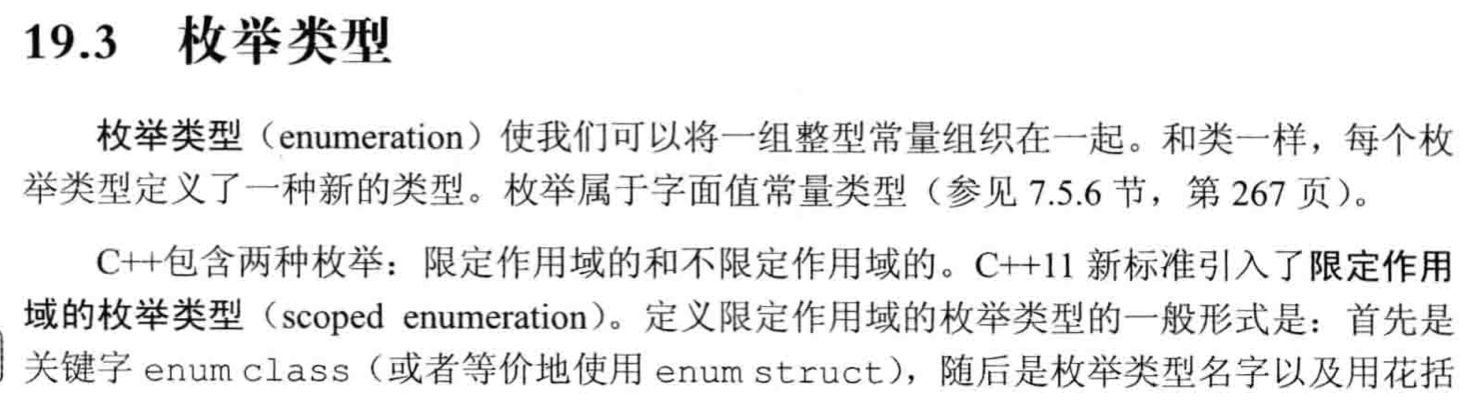 19.3 枚举类型
枚举类型（enumeration）使我们可以将一组整型常量组织在一起。和类一样，每个枚
举类型定义了一种新的类型。枚举属于字面值常量类型（参见 7.5.6 节，第 267 页）。
C++包含两种枚举：限定作用域的和不限定作用域的。C++11 新标准引入了限定作用
域的枚举类型（scoped enumeration）。定义限定作用域的枚举类型的一般形式是：首先是
关键字 enum class（或者等价地使用 enum struct），随后是枚举类型名字以及用花括